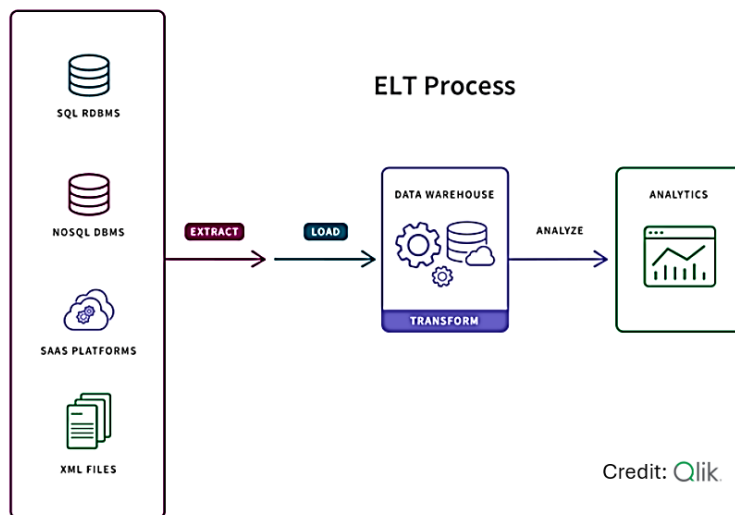 ELT Process
SQL RDBMS
NOSQL DBMS
SAAS PLATFORMS
XML FILES
EXTRACT
LOAD
DATA WAREHOUSE
TRANSFORM
ANALYZE
ANALYTICS
Credit: Qlik